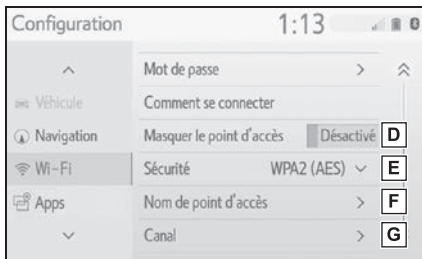 Configuration 1:13
Mot de passe
Véhicule Comment se connecter
Navigation Masquer le point d'accès Désactivé D
Wi-Fi Sécurité WPA2 (AES) E
Apps Nom de point d'accès F
Canal G